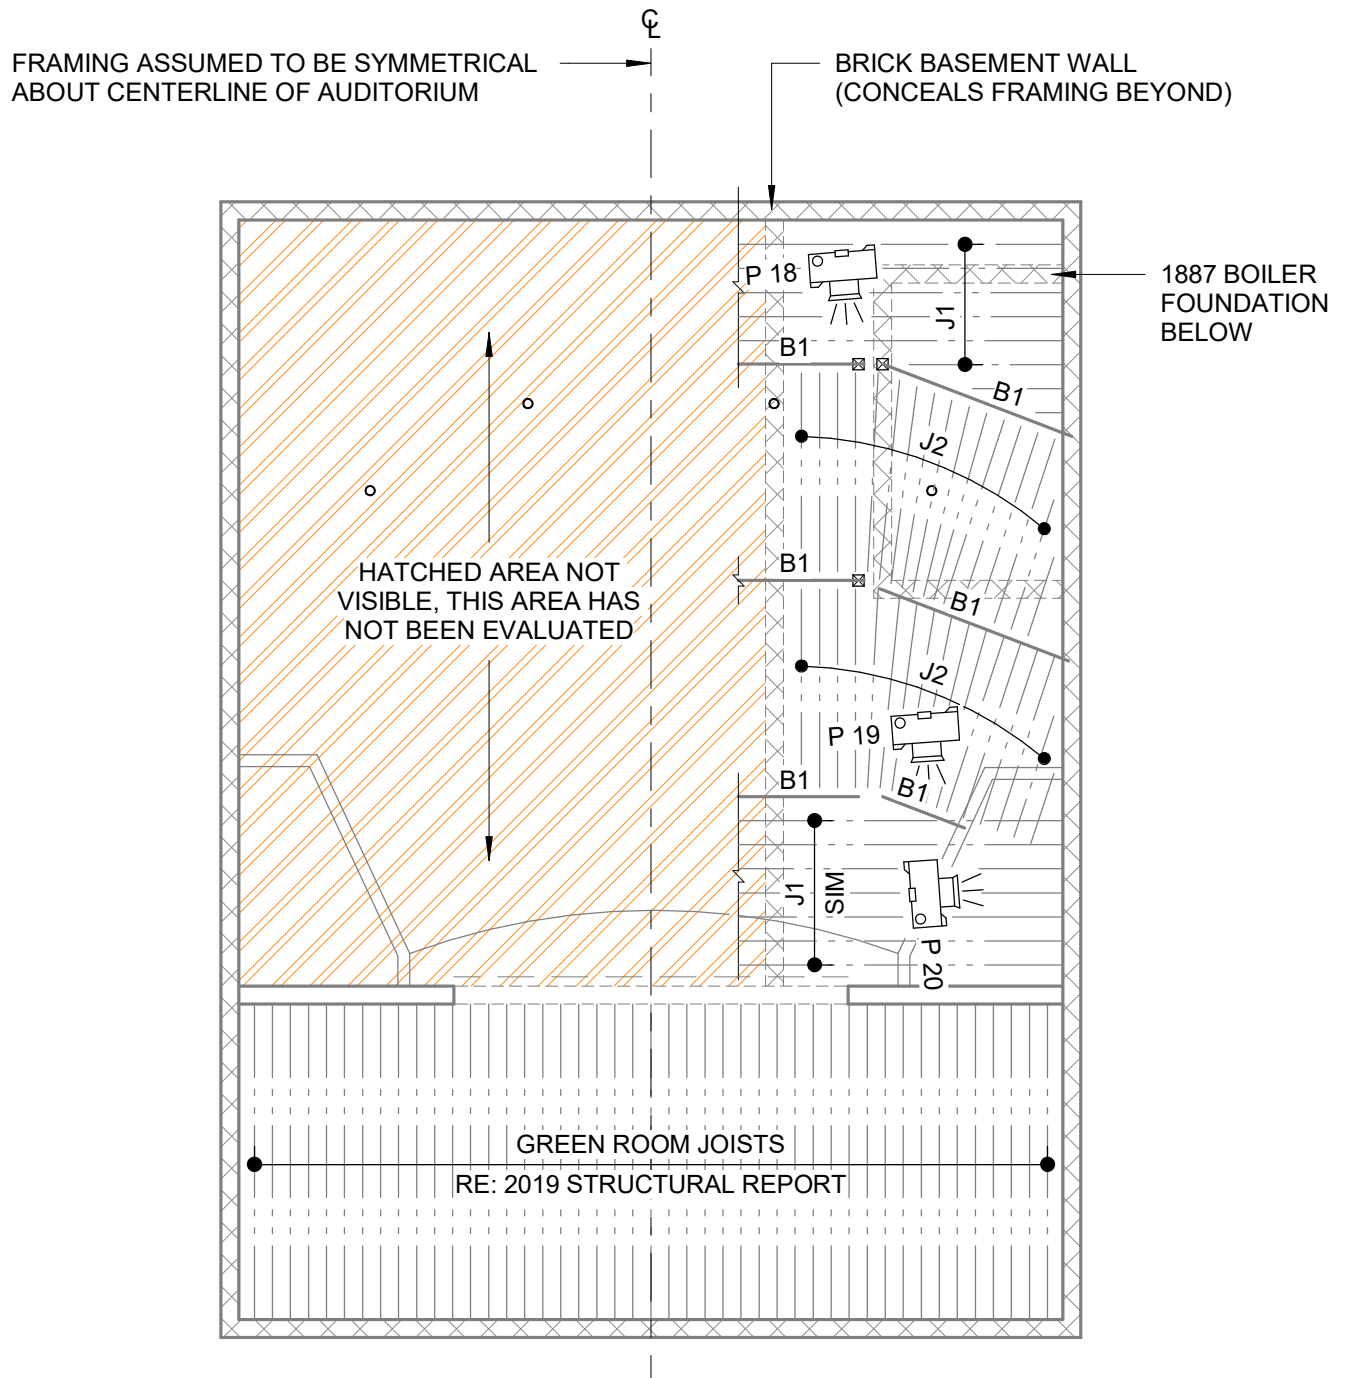 ℄
FRAMING ASSUMED TO BE SYMMETRICAL
ABOUT CENTERLINE OF AUDITORIUM
BRICK BASEMENT WALL
(CONCEALS FRAMING BEYOND)
P 18
1887 BOILER
FOUNDATION
BELOW
J1
B1
B1
J2
HATCHED AREA NOT
VISIBLE, THIS AREA HAS
NOT BEEN EVALUATED
B1
B1
J2
P 19
B1
B1
J1
SIM
P 20
GREEN ROOM JOISTS
RE: 2019 STRUCTURAL REPORT